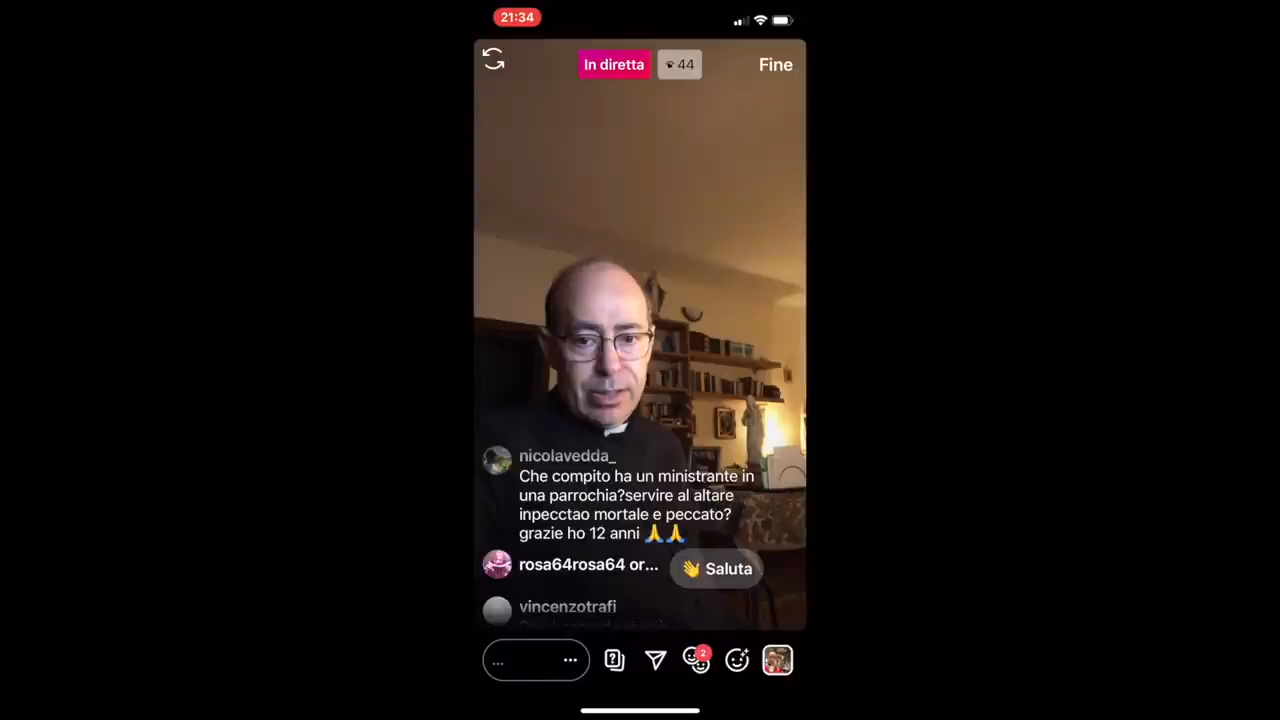 21:34
In diretta
44
Fine
nicolavedda_
Che compito ha un ministrante in
una parrochia?servire al altare
inpecctao mortale e peccato?
grazie ho 12 anni 🙏🙏
rosa64rosa64 or...
👋 Saluta
vincenzotrafi
...
2